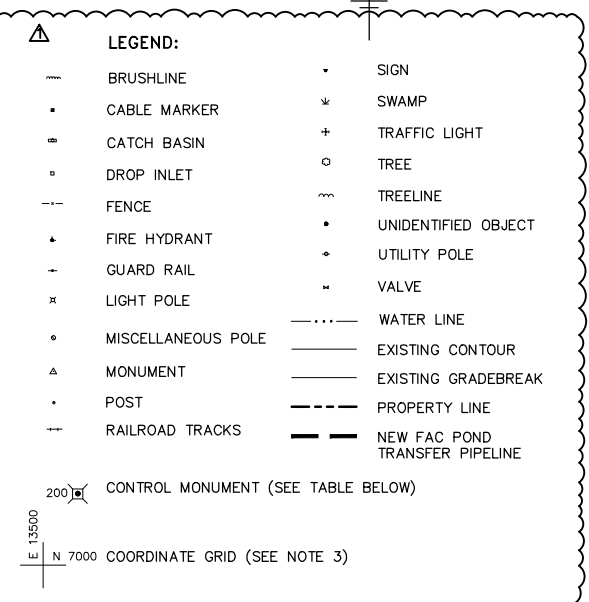 LEGEND:
BRUSHLINE
CABLE MARKER
CATCH BASIN
DROP INLET
FENCE
FIRE HYDRANT
GUARD RAIL
LIGHT POLE
MISCELLANEOUS POLE
MONUMENT
POST
RAILROAD TRACKS
SIGN
SWAMP
TRAFFIC LIGHT
TREE
TREELINE
UNIDENTIFIED OBJECT
UTILITY POLE
VALVE
WATER LINE
EXISTING CONTOUR
EXISTING GRADEBREAK
PROPERTY LINE
NEW FAC POND
TRANSFER PIPELINE
200 CONTROL MONUMENT (SEE TABLE BELOW)
E 13500
N 7000 COORDINATE GRID (SEE NOTE 3)